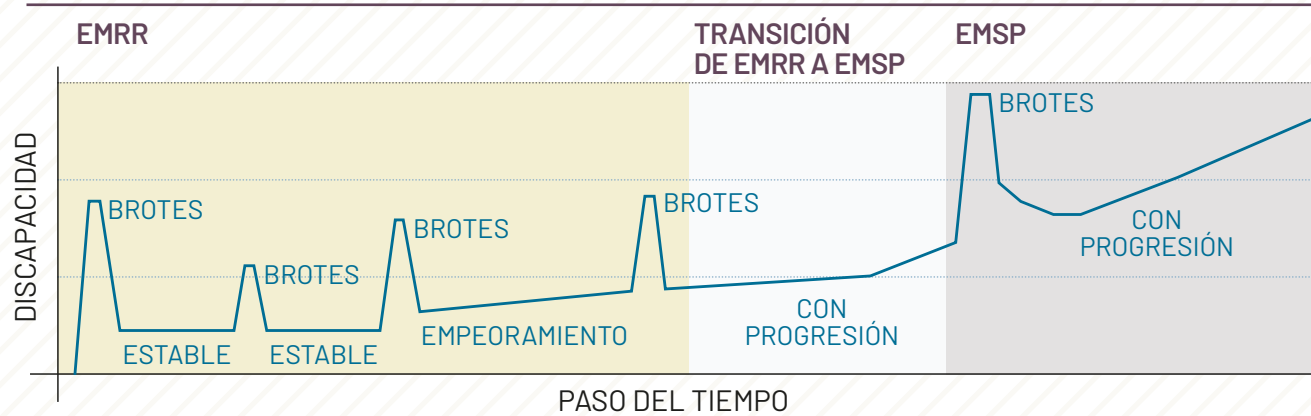 EMRR
TRANSICIÓN
DE EMRR A EMSP
EMSP
DISCAPACIDAD
BROTES
BROTES
BROTES
BROTES
BROTES
ESTABLE
ESTABLE
EMPEORAMIENTO
CON
PROGRESIÓN
CON
PROGRESIÓN
PASO DEL TIEMPO